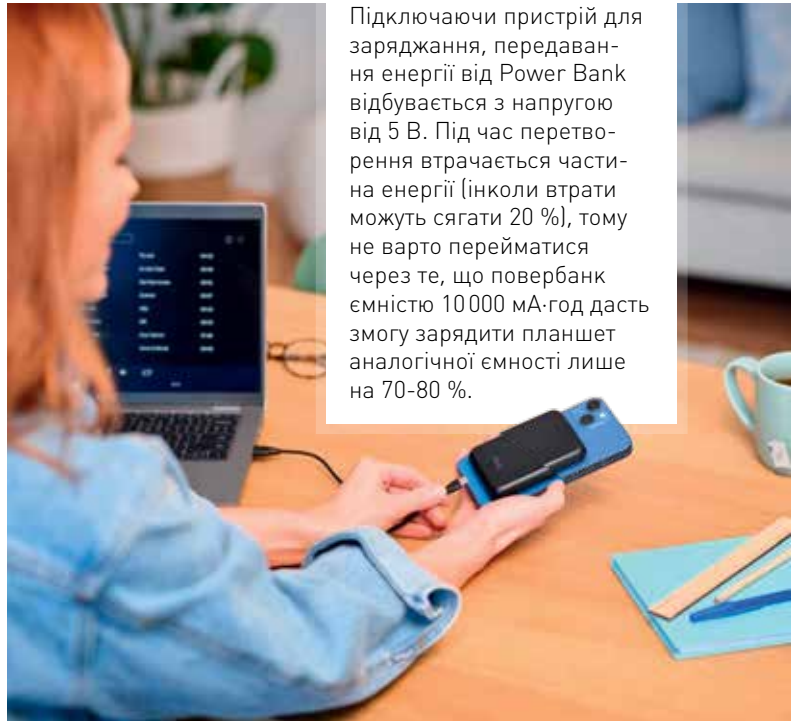 Підключаючи пристрій для
заряджання, передаван-
ня енергії від Power Bank
відбувається з напругою
від 5 В. Під час перетво-
рення втрачається части-
на енергії (інколи втрати
можуть сягати 20 %), тому
не варто перейматися
через те, що повербанк
ємністю 10 000 мА·год дасть
змогу зарядити планшет
аналогічної ємності лише
на 70-80 %.